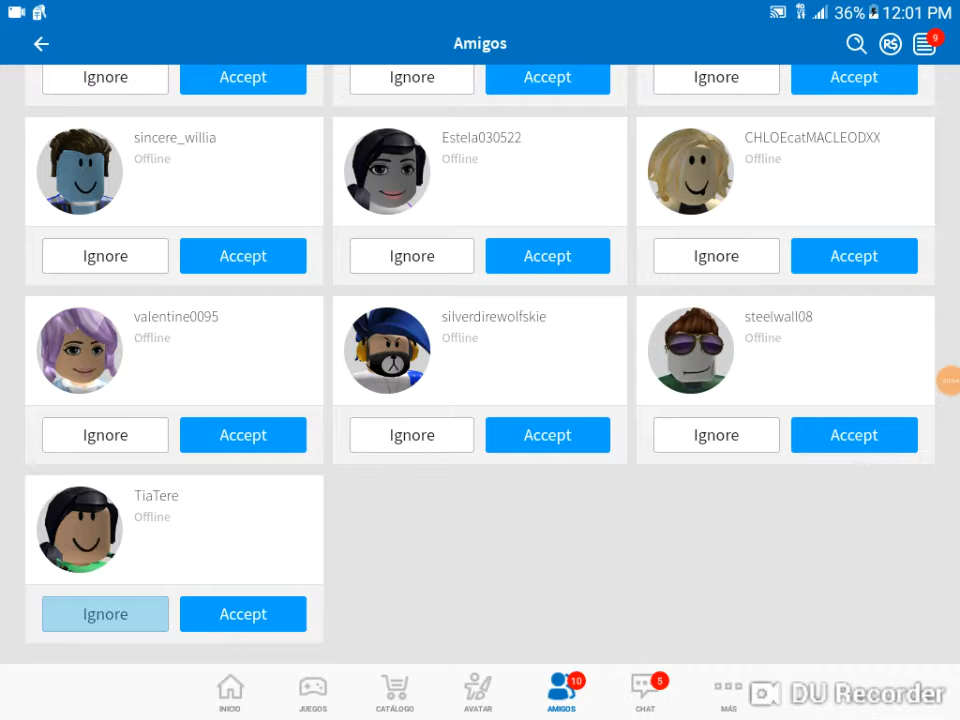 4G 36% 12:01 PM
Amigos
R$ 9
Ignore Accept Ignore Accept Ignore Accept
sincere_willia Estela030522 CHLOEcatMACLEODXX
Offline Offline Offline
Ignore Accept Ignore Accept Ignore Accept
valentine0095 silverdirewolfskie steelwall08
Offline Offline Offline
Ignore Accept Ignore Accept Ignore Accept
TiaTere
Offline
Ignore Accept
10 5
INICIO JUEGOS CATÁLOGO AVATAR AMIGOS CHAT MÁS
DU Recorder